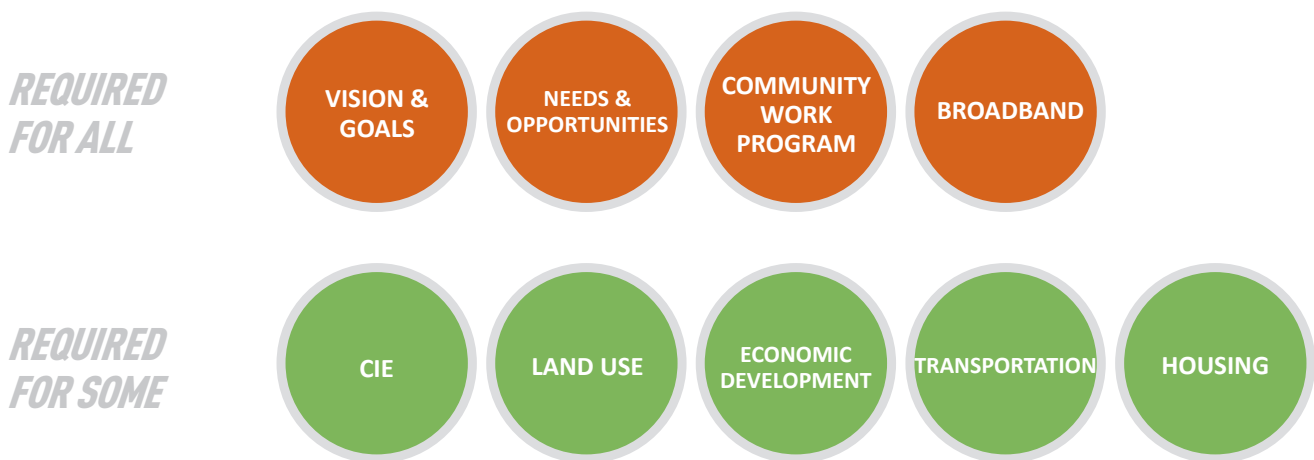 REQUIRED
FOR ALL
VISION &
GOALS
NEEDS &
OPPORTUNITIES
COMMUNITY
WORK
PROGRAM
BROADBAND
REQUIRED
FOR SOME
CIE
LAND USE
ECONOMIC
DEVELOPMENT
TRANSPORTATION
HOUSING